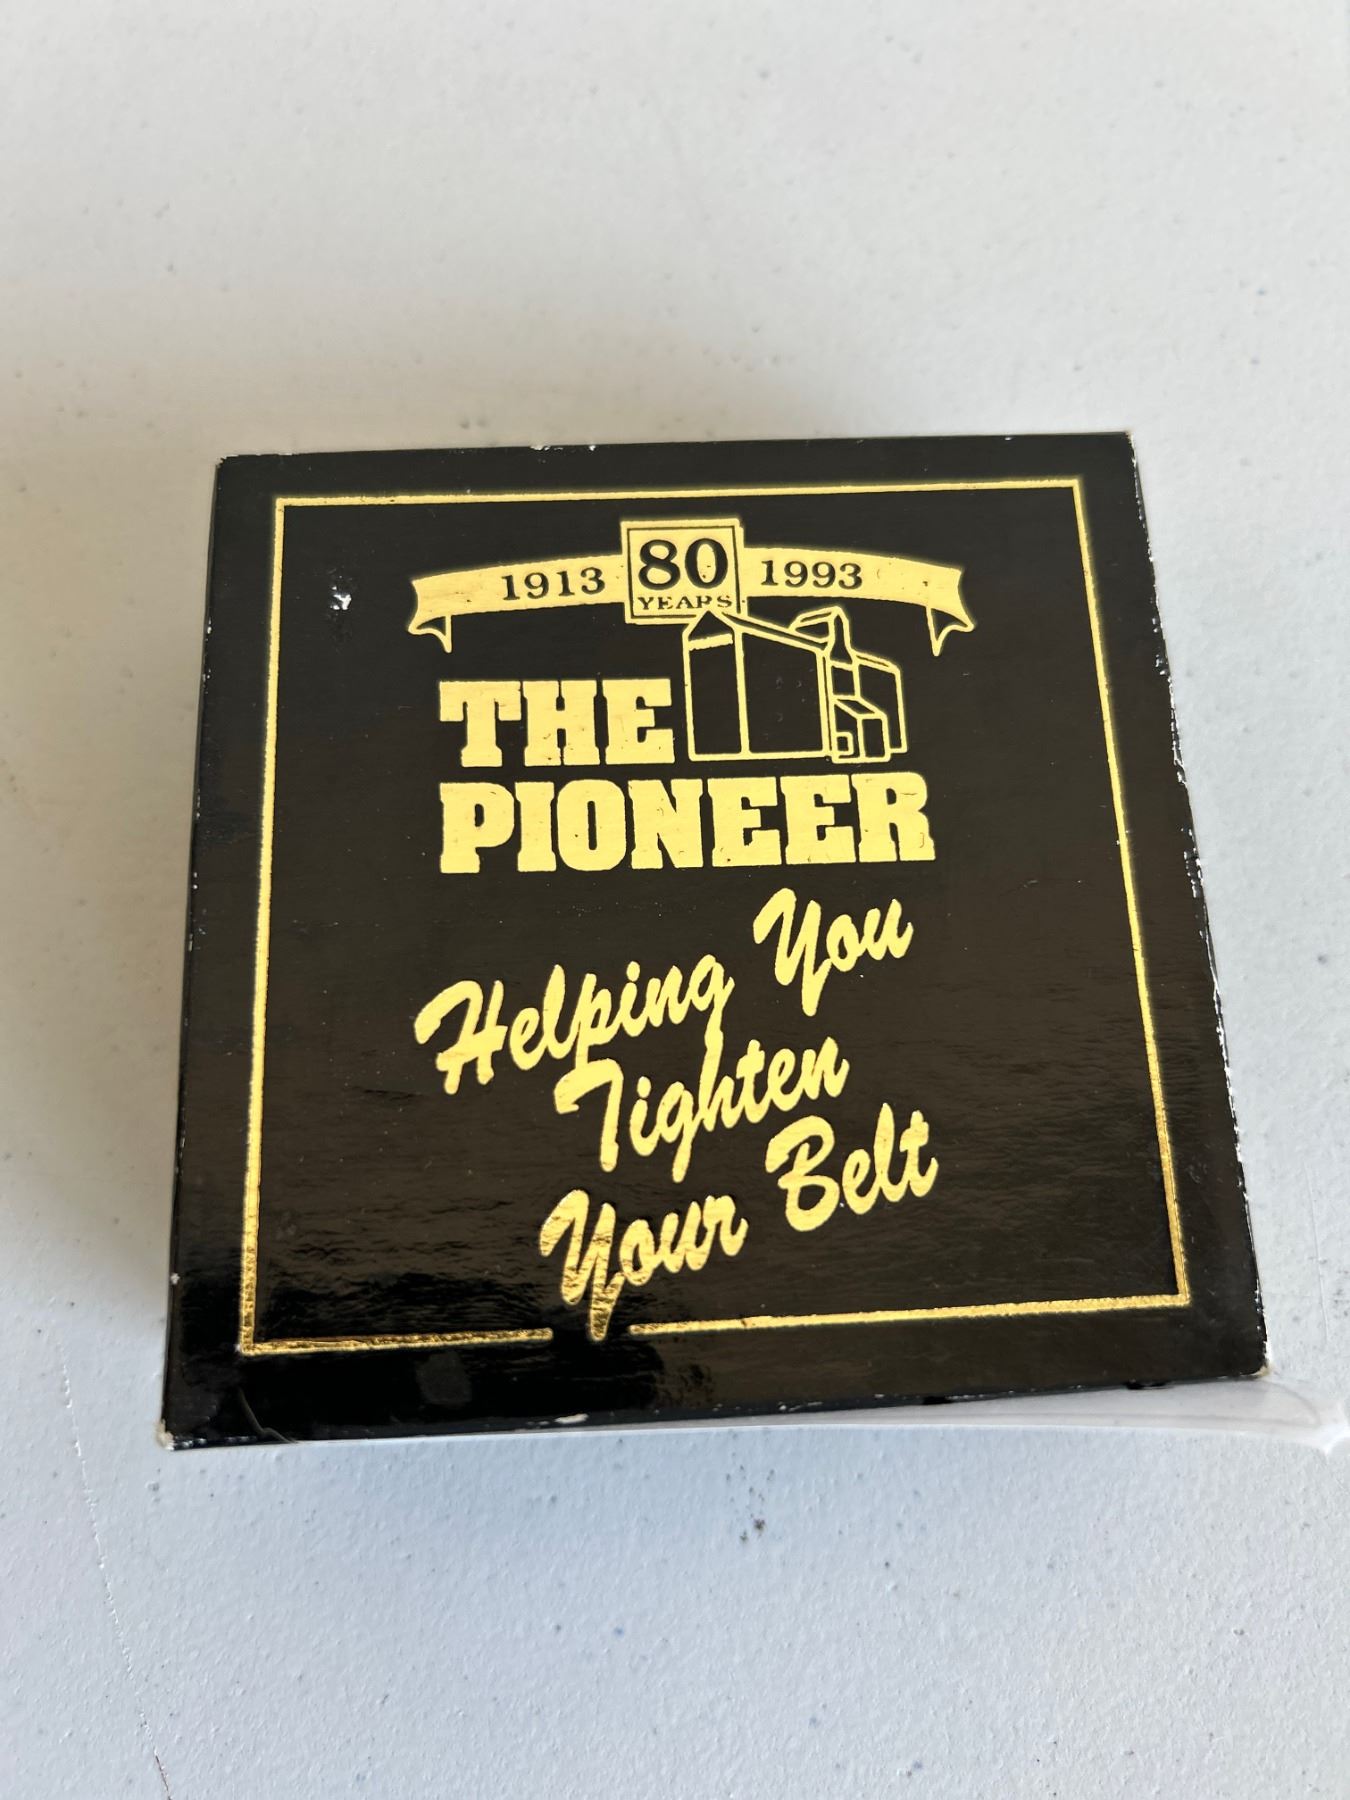 1913 80 1993
YEARS
THE
PIONEER
Helping You
Tighten
Your Belt